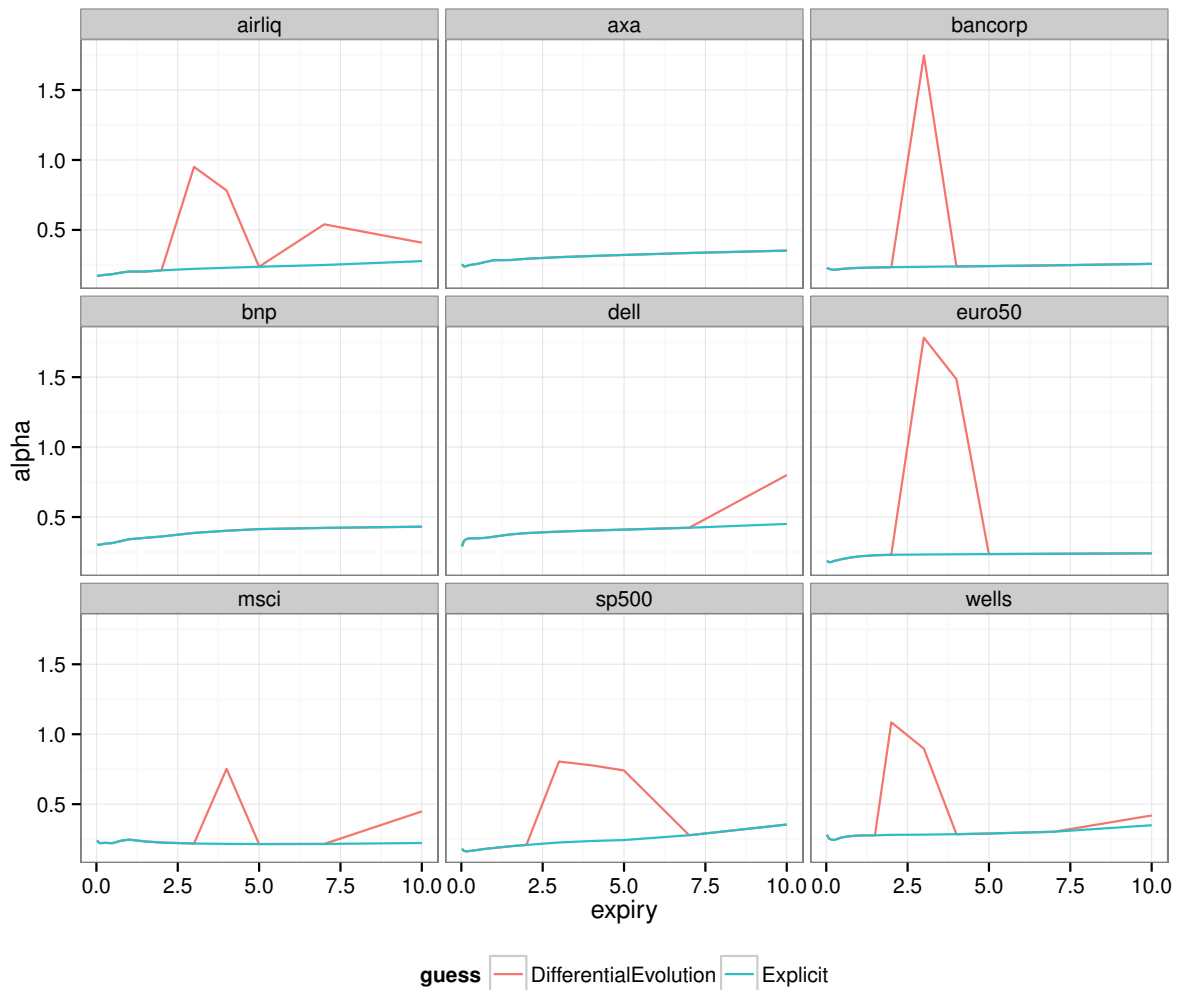 airliq axa bancorp
1.5
1.0
0.5
bnp dell euro50
alpha
1.5
1.0
0.5
msci sp500 wells
1.5
1.0
0.5
0.0 2.5 5.0 7.5 10.0 0.0 2.5 5.0 7.5 10.0 0.0 2.5 5.0 7.5 10.0
expiry
guess DifferentialEvolution Explicit